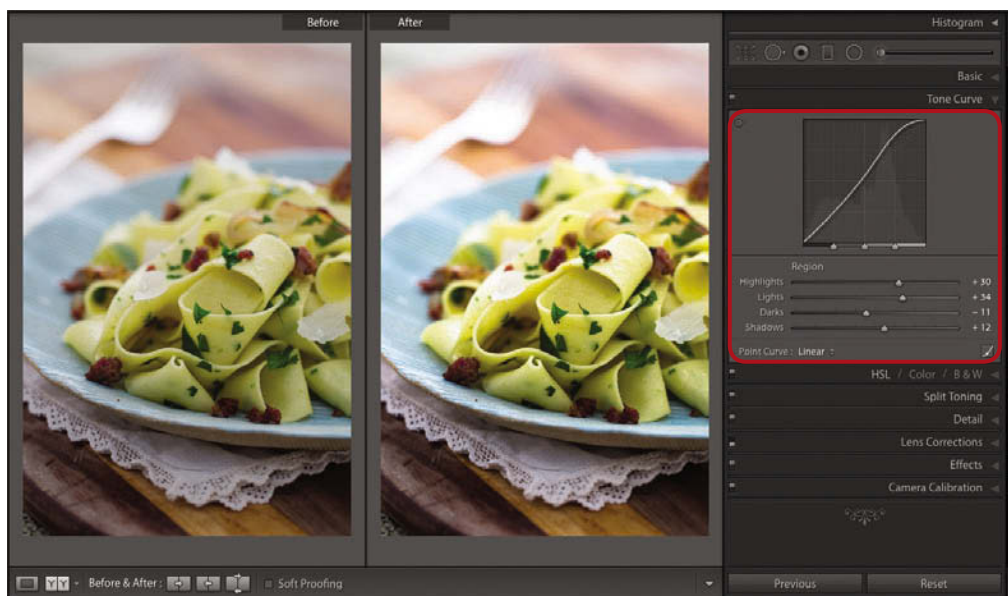 Before
After
Histogram
Basic
Tone Curve
Region
Highlights + 30
Lights + 34
Darks - 11
Shadows + 12
Point Curve : Linear
HSL / Color / B & W
Split Toning
Detail
Lens Corrections
Effects
Camera Calibration
YY Before & After : Soft Proofing
Previous Reset